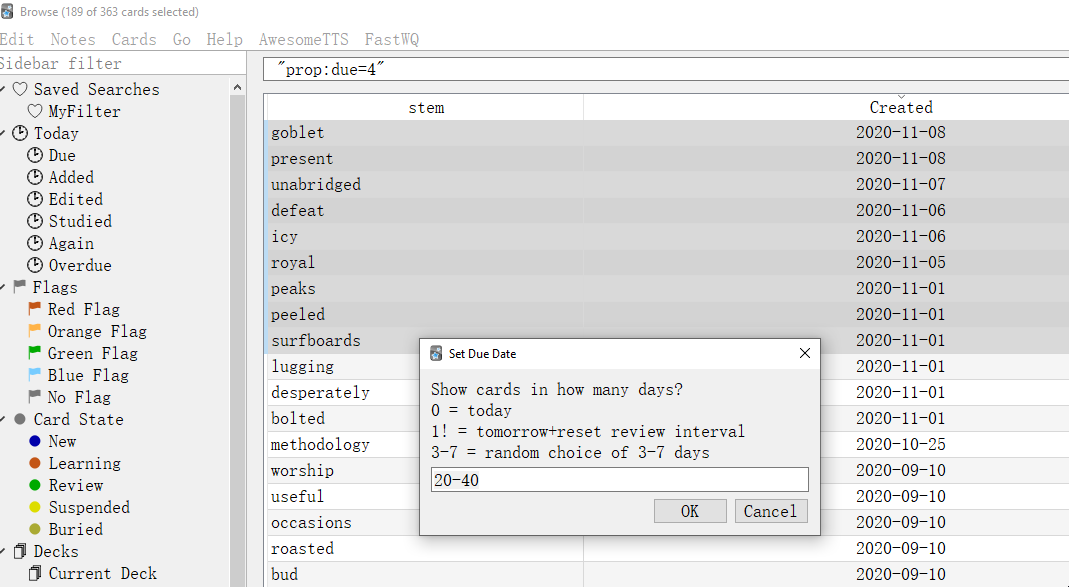 Browse (189 of 363 cards selected)
Edit Notes Cards Go Help AwesomeTTS FastWQ
Sidebar filter
"prop:due=4"
Saved Searches
MyFilter
Today
Due
Added
Edited
Studied
Again
Overdue
Flags
Red Flag
Orange Flag
Green Flag
Blue Flag
No Flag
Card State
New
Learning
Review
Suspended
Buried
Decks
Current Deck
stem Created
goblet 2020-11-08
present 2020-11-08
unabridged 2020-11-07
defeat 2020-11-06
icy 2020-11-06
royal 2020-11-05
peaks 2020-11-01
peeled 2020-11-01
surfboards 2020-11-01
lugging 2020-11-01
desperately 2020-11-01
bolted 2020-11-01
methodology 2020-10-25
worship 2020-09-10
useful 2020-09-10
occasions 2020-09-10
roasted 2020-09-10
bud 2020-09-10
Set Due Date
Show cards in how many days?
0 = today
1! = tomorrow+reset review interval
3-7 = random choice of 3-7 days
20-40
OK Cancel